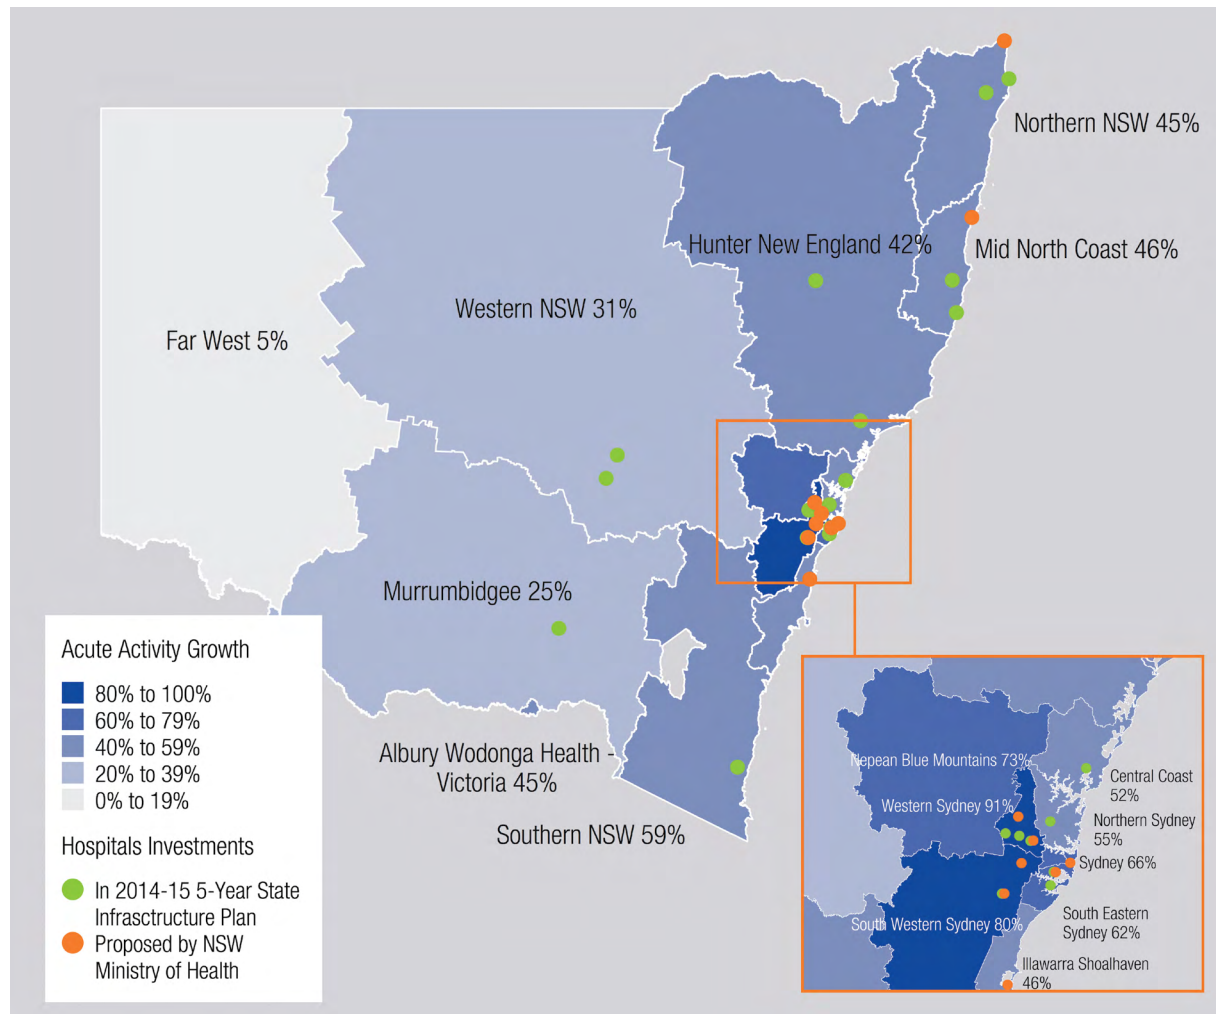 Northern NSW 45%
Hunter New England 42%
Mid North Coast 46%
Western NSW 31%
Far West 5%
Murrumbidgee 25%
Albury Wodonga Health -
Victoria 45%
Southern NSW 59%
Acute Activity Growth
80% to 100%
60% to 79%
40% to 59%
20% to 39%
0% to 19%
Hospitals Investments
In 2014-15 5-Year State
Infrasctructure Plan
Proposed by NSW
Ministry of Health
Nepean Blue Mountains 73%
Central Coast
52%
Western Sydney 91%
Northern Sydney
55%
Sydney 66%
South Western Sydney 80%
South Eastern
Sydney 62%
Illawarra Shoalhaven
46%